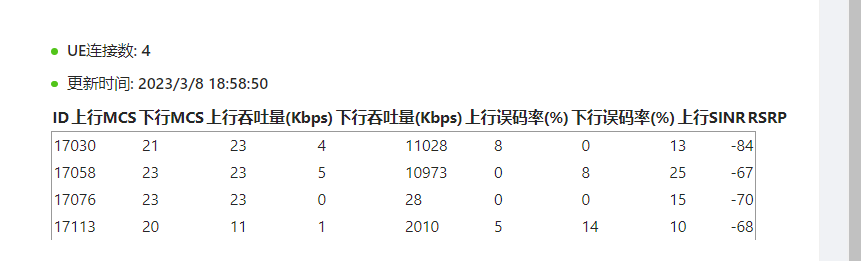 UE连接数: 4
更新时间: 2023/3/8 18:58:50
ID 上行MCS 下行MCS 上行吞吐量(Kbps) 下行吞吐量(Kbps) 上行误码率(%) 下行误码率(%) 上行SINR RSRP
17030 21 23 4 11028 8 0 13 -84
17058 23 23 5 10973 0 8 25 -67
17076 23 23 0 28 0 0 15 -70
17113 20 11 1 2010 5 14 10 -68